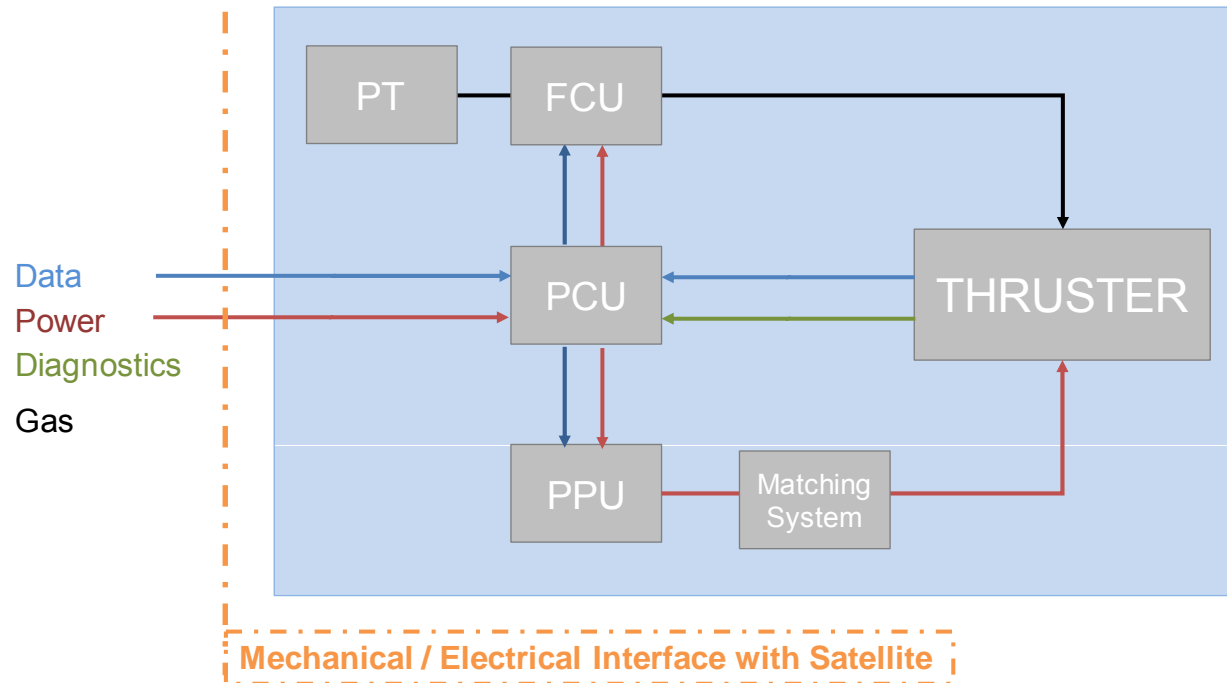 PT
FCU
Data
Power
Diagnostics
Gas
PCU
THRUSTER
PPU
Matching
System
Mechanical / Electrical Interface with Satellite